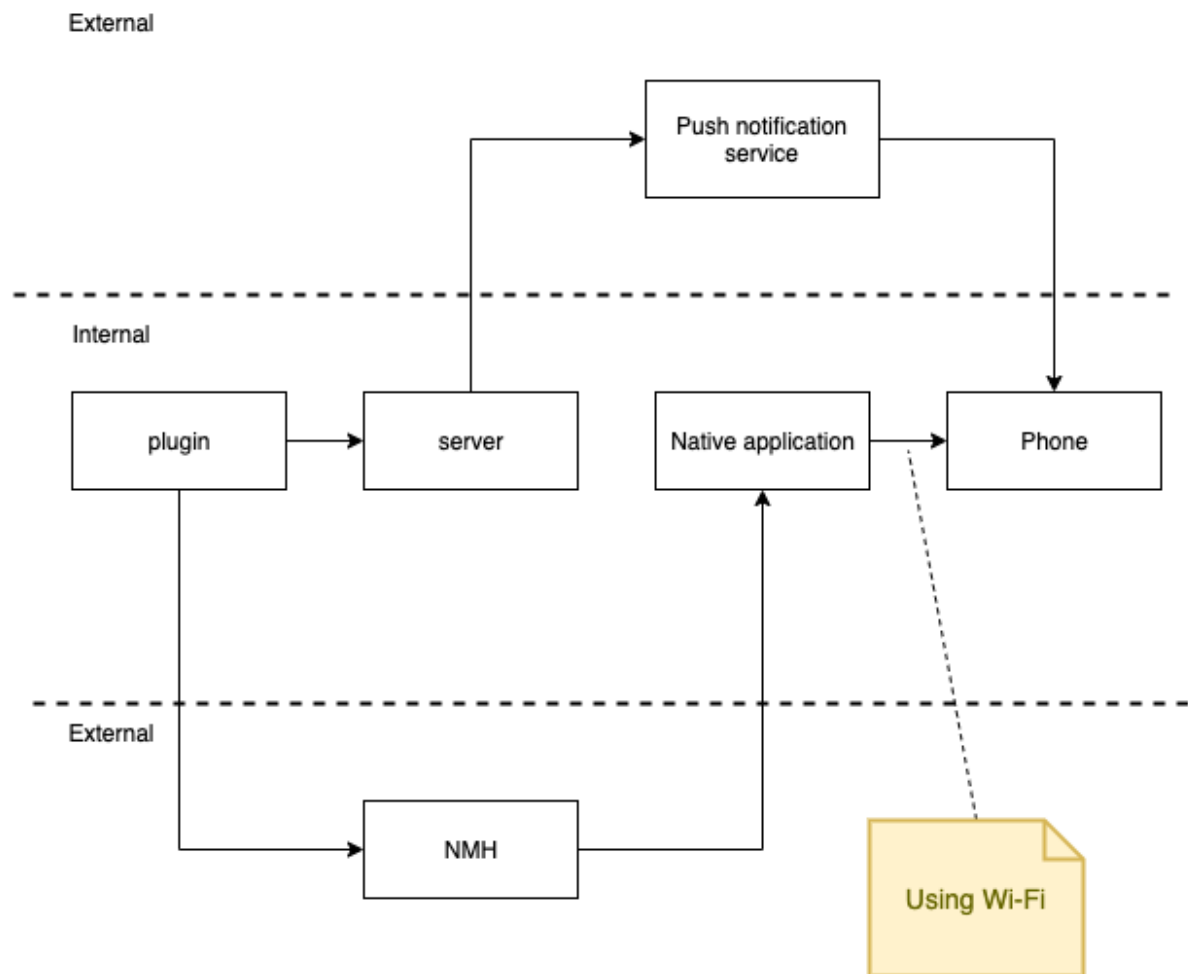 External
Push notification
service
Internal
plugin
server
Native application
Phone
External
NMH
Using Wi-Fi